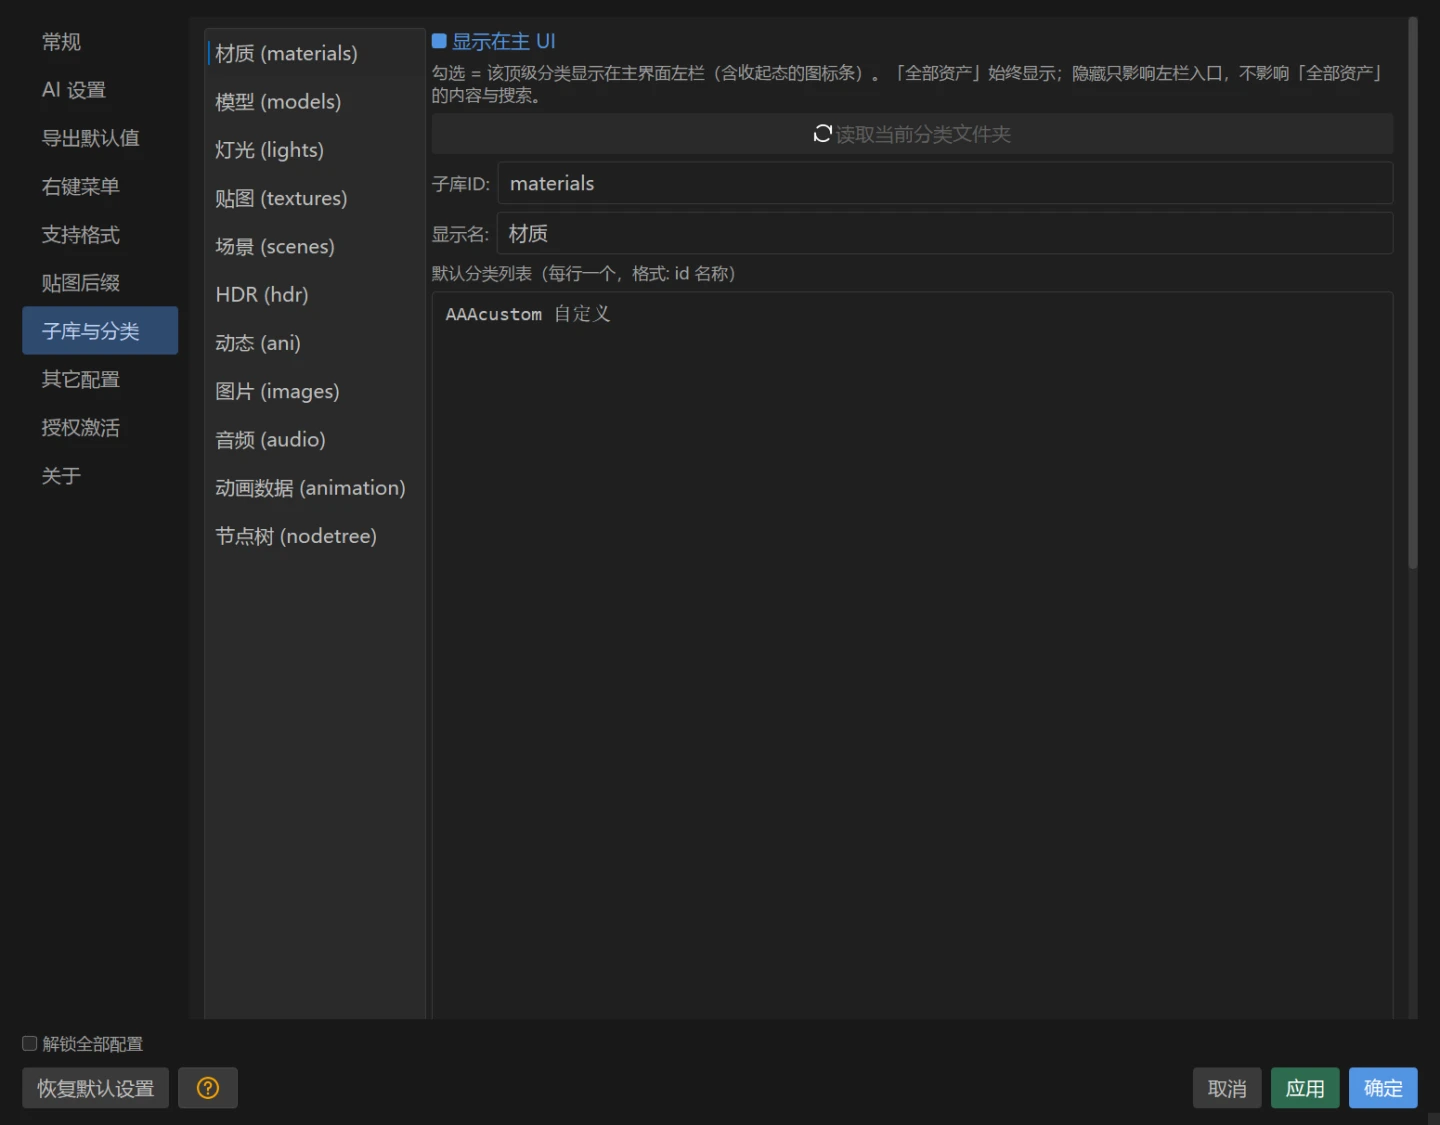 常规
AI 设置
导出默认值
右键菜单
支持格式
贴图后缀
子库与分类
其它配置
授权激活
关于
材质 (materials)
模型 (models)
灯光 (lights)
贴图 (textures)
场景 (scenes)
HDR (hdr)
动态 (ani)
图片 (images)
音频 (audio)
动画数据 (animation)
节点树 (nodetree)
显示在主 UI
勾选 = 该顶级分类显示在主界面左栏（含收起态的图标条）。「全部资产」始终显示；隐藏只影响左栏入口，不影响「全部资产」
的内容与搜索。
读取当前分类文件夹
子库ID: materials
显示名: 材质
默认分类列表（每行一个，格式: id 名称）
AAAcustom 自定义
解锁全部配置
恢复默认设置
?
取消
应用
确定